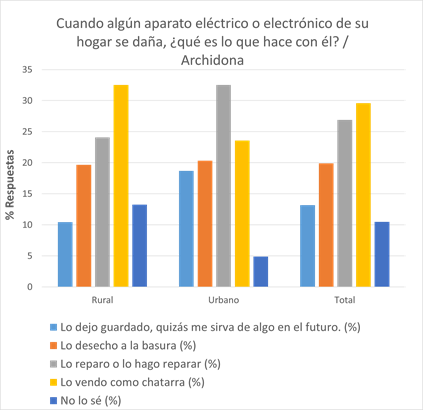 Cuando algún aparato eléctrico o electrónico de su
hogar se daña, ¿qué es lo que hace con él? /
Archidona
35
30
25
20
15
10
5
0
% Respuestas
Rural
Urbano
Total
Lo dejo guardado, quizás me sirva de algo en el futuro. (%)
Lo desecho a la basura (%)
Lo reparo o lo hago reparar (%)
Lo vendo como chatarra (%)
No lo sé (%)